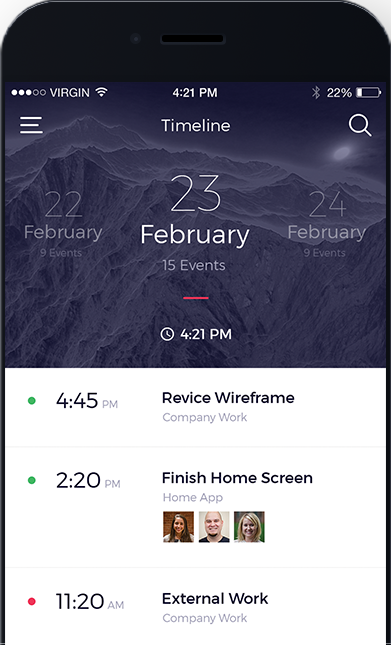 VIRGIN 4:21 PM 22%
Timeline
22 February 9 Events
23 February 15 Events
24 February 9 Events
4:21 PM
4:45 PM Revice Wireframe
Company Work
2:20 PM Finish Home Screen
Home App
11:20 AM External Work
Company Work